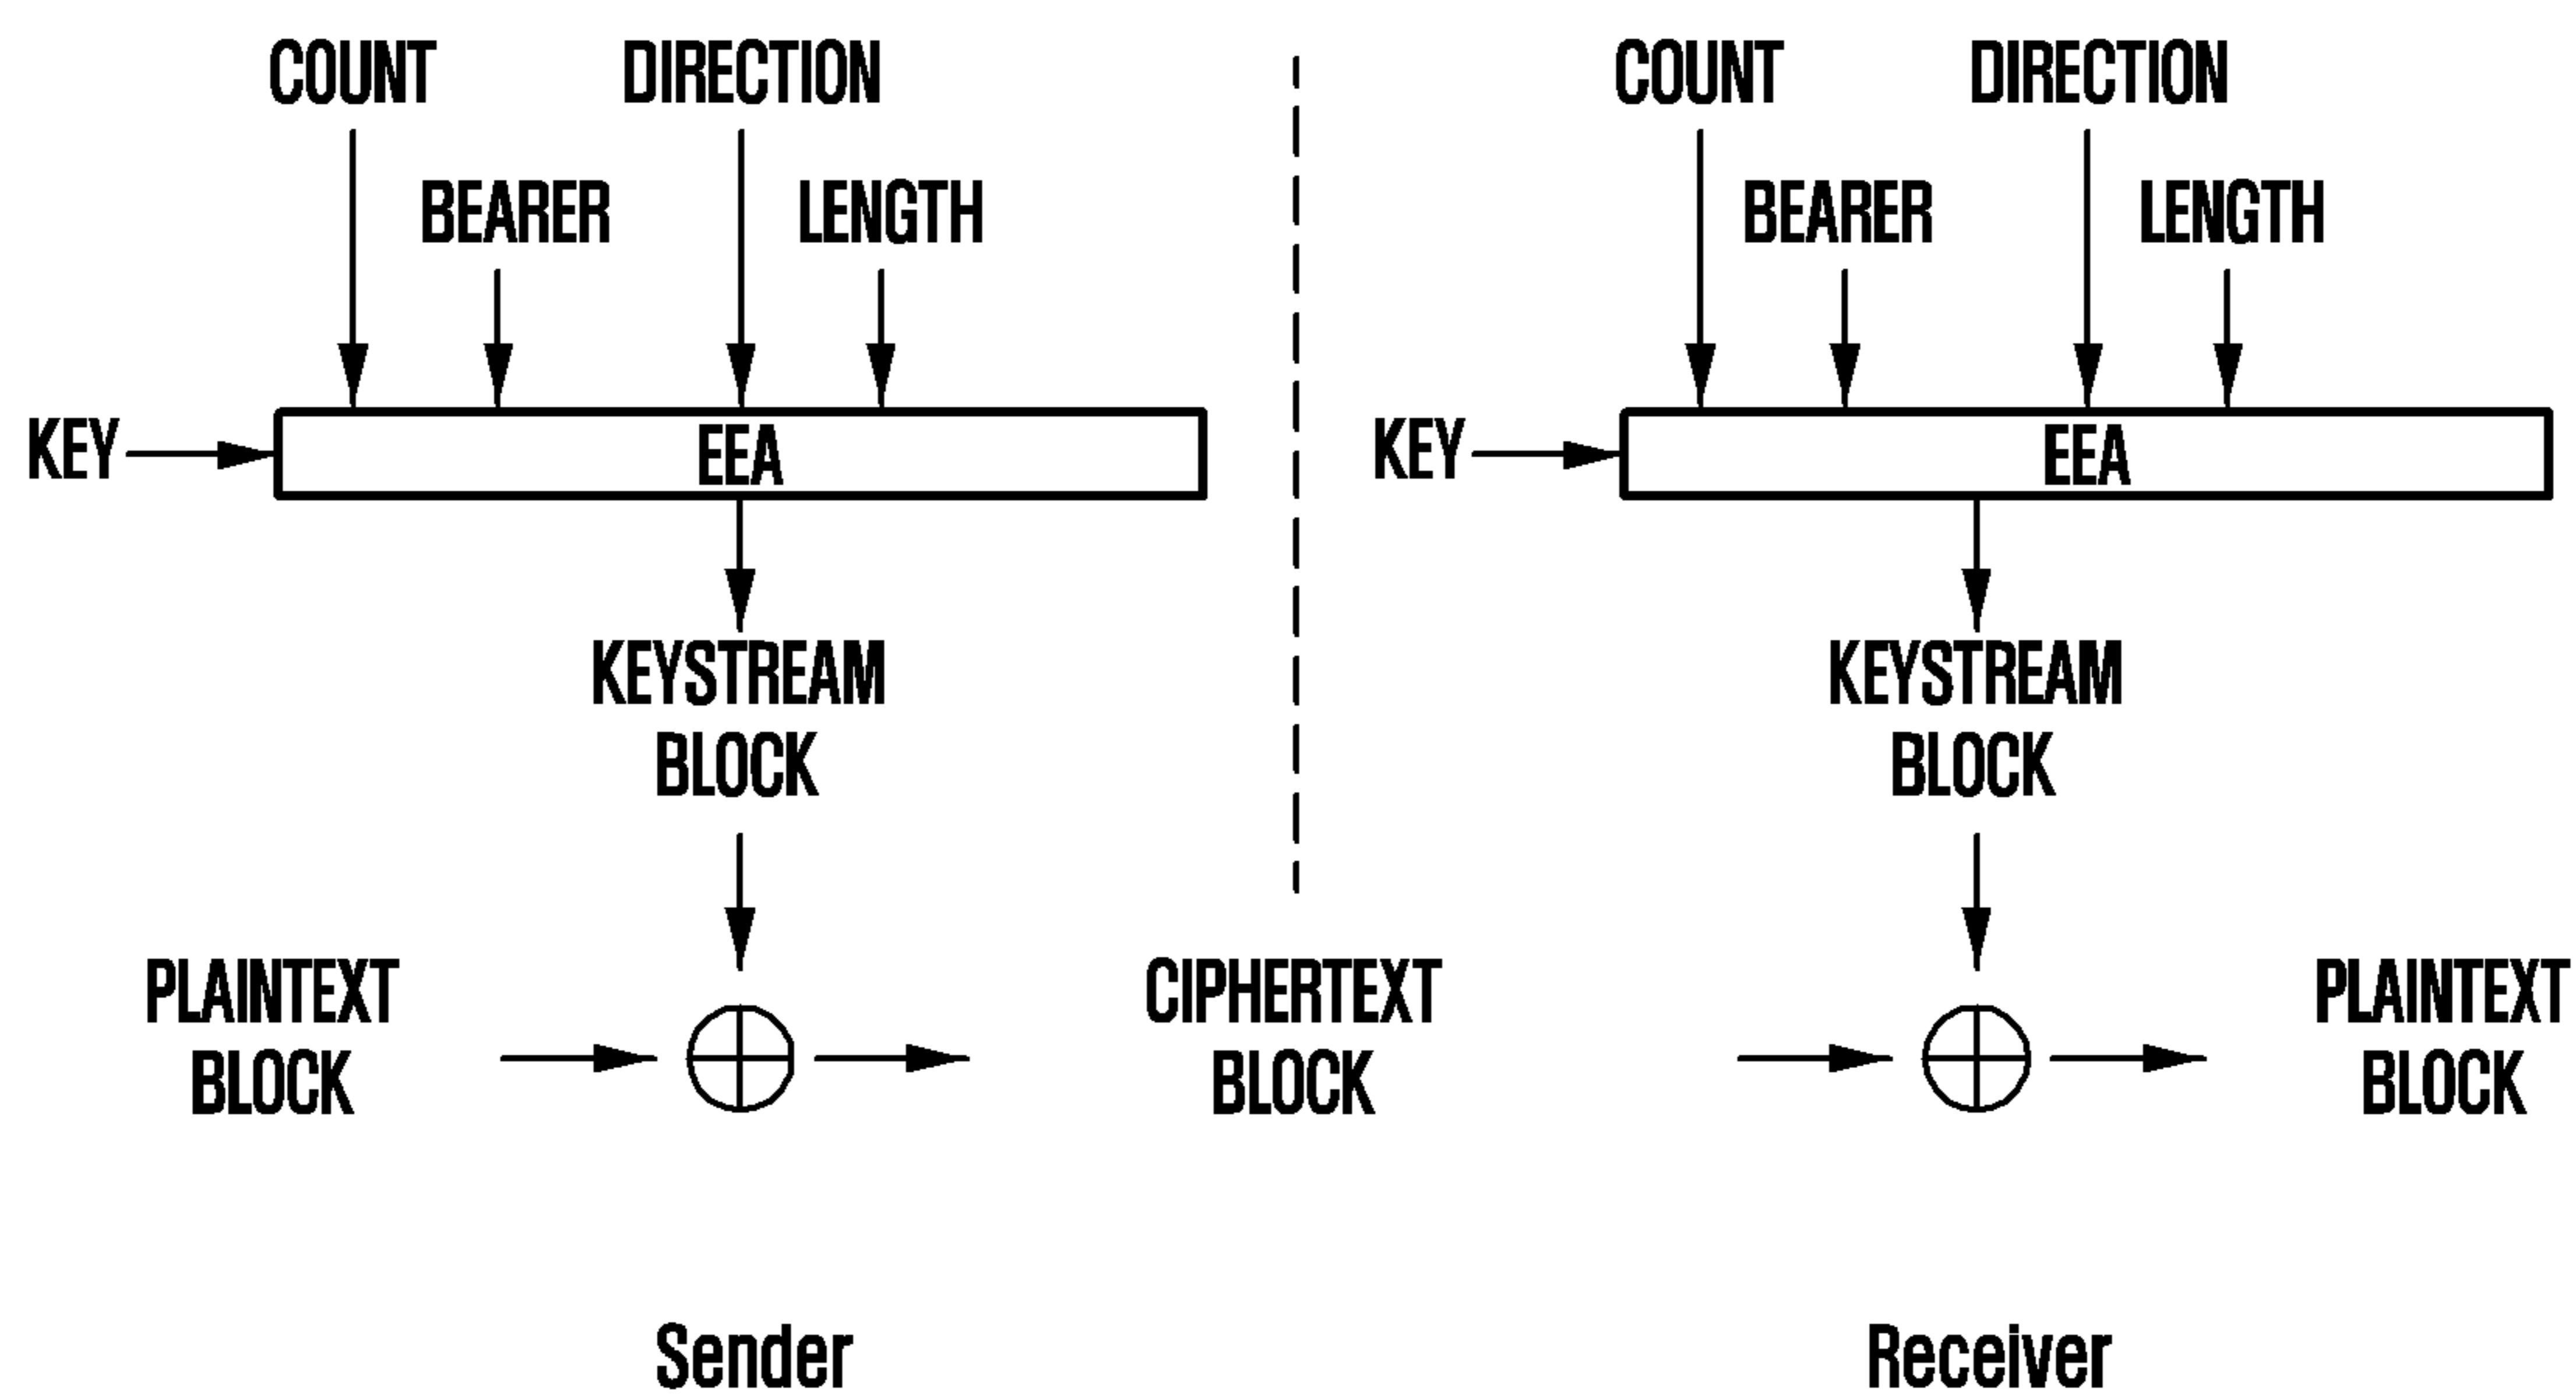 COUNT DIRECTION COUNT DIRECTION
BEARER LENGTH BEARER LENGTH
KEY EEA KEY EEA
KEYSTREAM KEYSTREAM
BLOCK BLOCK
PLAINTEXT CIPHERTEXT PLAINTEXT
BLOCK BLOCK BLOCK
Sender Receiver